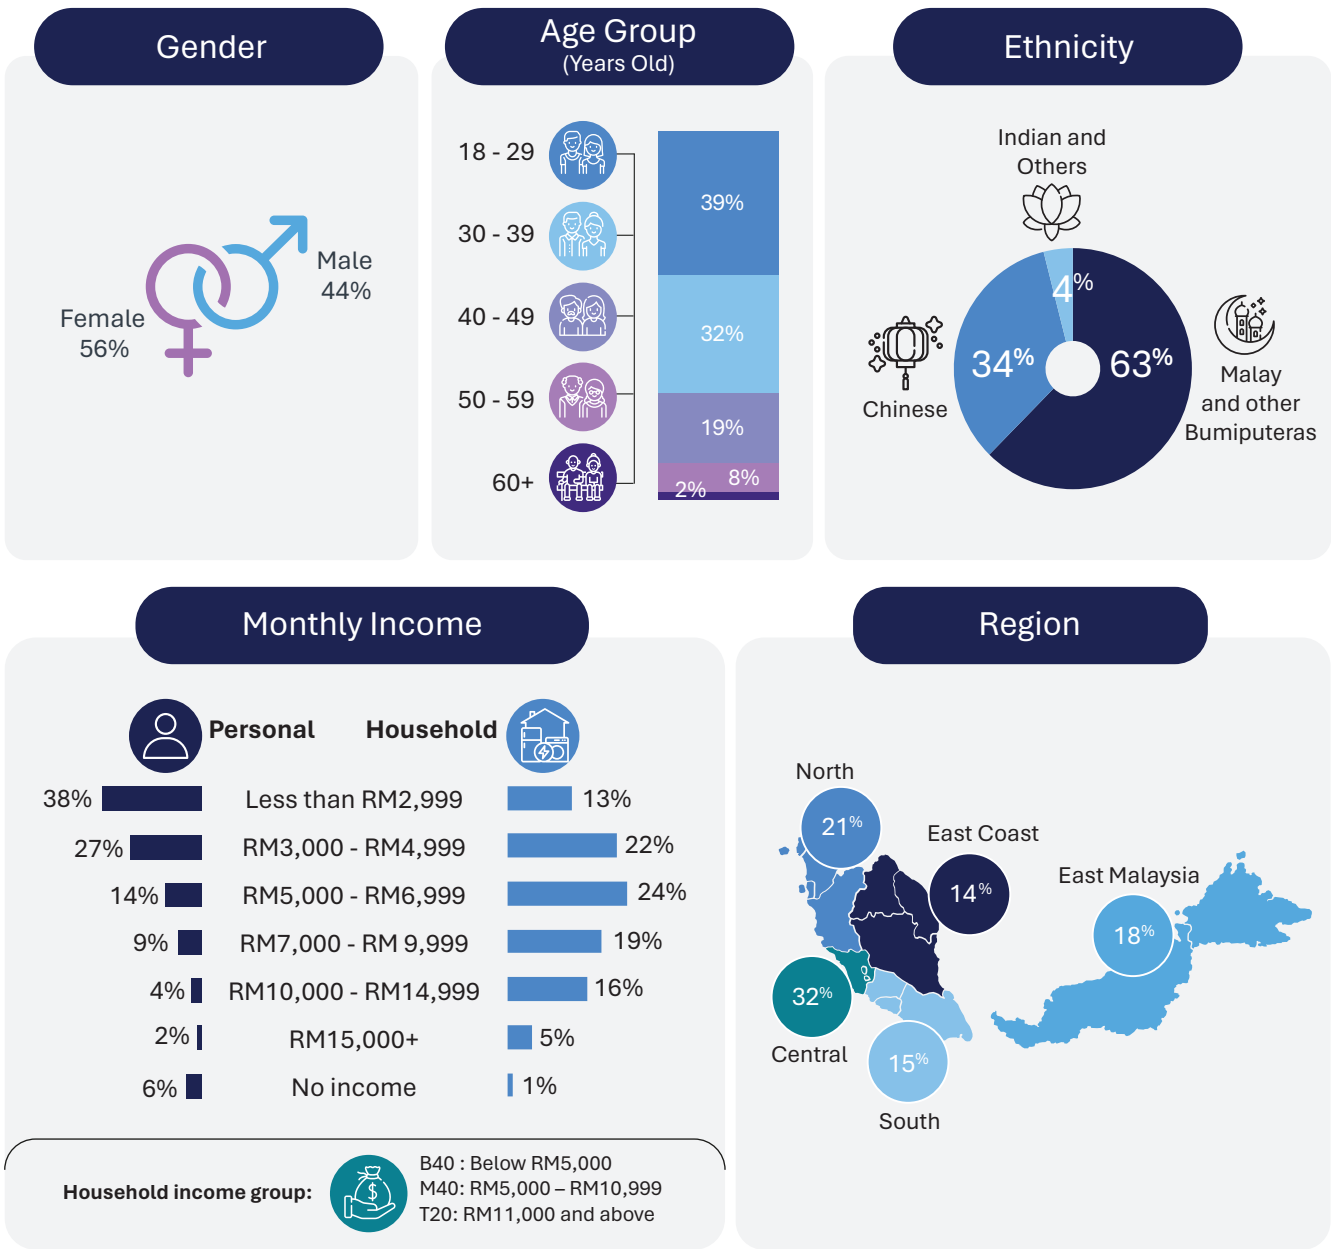 Gender
Female
56%
Male
44%
Age Group
(Years Old)
18 - 29
30 - 39
40 - 49
50 - 59
60+
39%
32%
19%
8%
2%
Ethnicity
Indian and
Others
4%
34%
63%
Chinese
Malay
and other
Bumiputeras
Monthly Income
Personal Household
38% Less than RM2,999 13%
27% RM3,000 - RM4,999 22%
14% RM5,000 - RM6,999 24%
9% RM7,000 - RM 9,999 19%
4% RM10,000 - RM14,999 16%
2% RM15,000+ 5%
6% No income 1%
Household income group:
B40 : Below RM5,000
M40: RM5,000 – RM10,999
T20: RM11,000 and above
$
Region
North
21%
East Coast
14%
East Malaysia
18%
32%
Central
15%
South